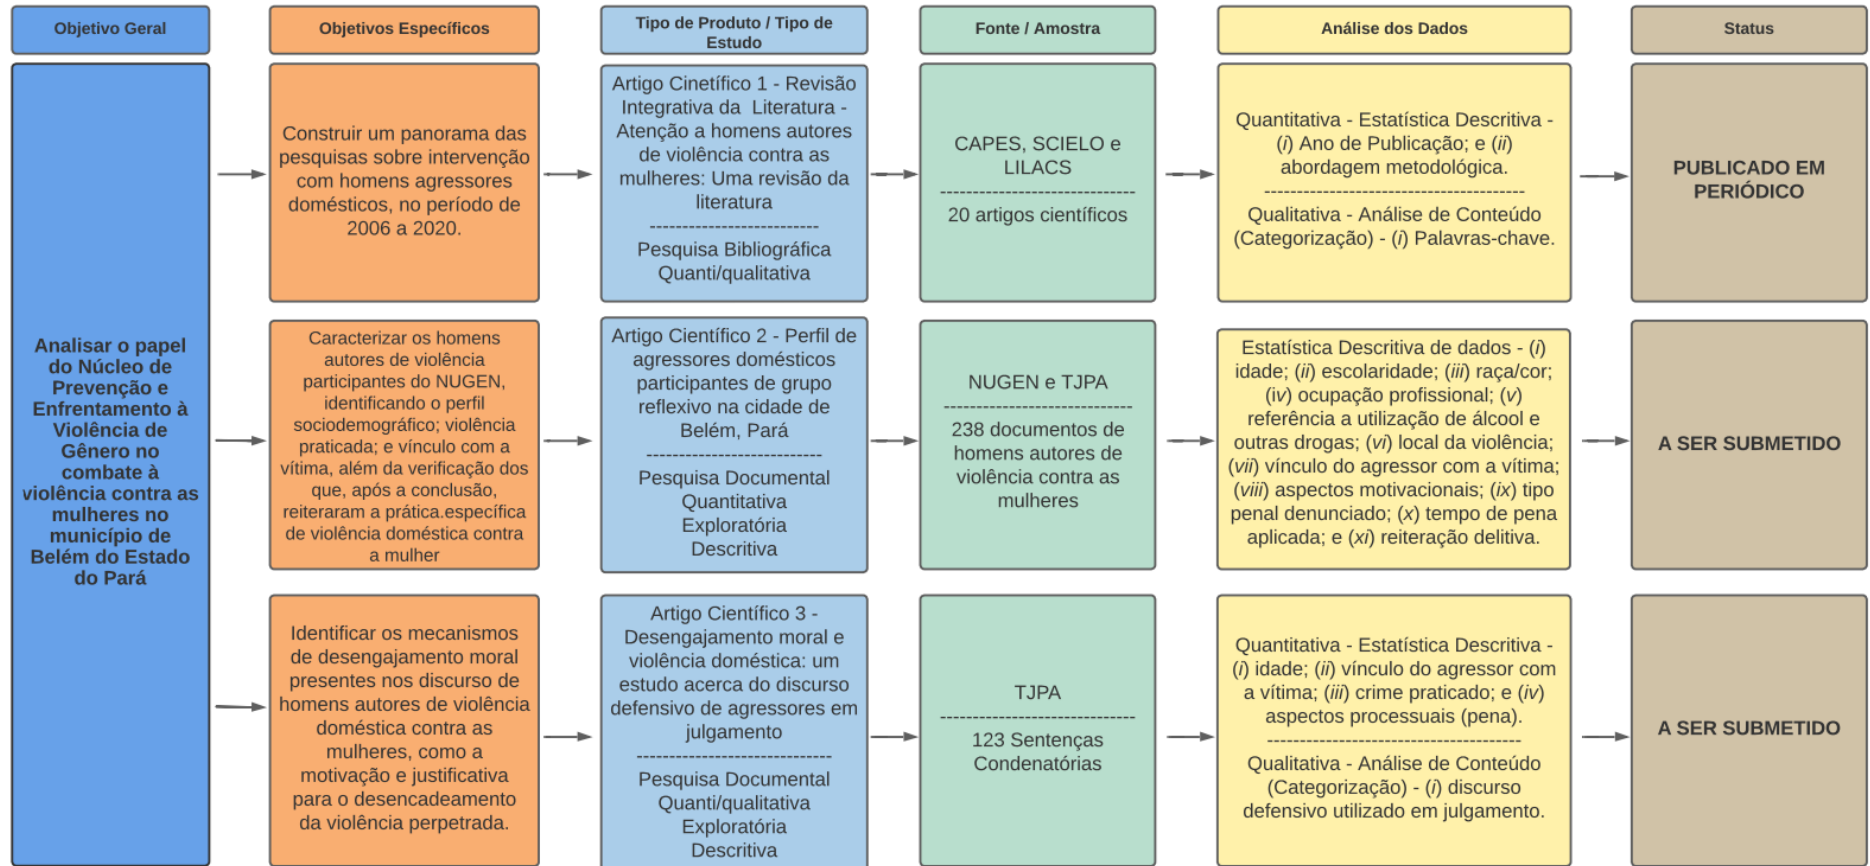 Objetivo Geral
Objetivos Específicos
Tipo de Produto / Tipo de
Estudo
Fonte / Amostra
Análise dos Dados
Status
Analisar o papel
do Núcleo de
Prevenção e
Enfrentamento à
Violência de
Gênero no
combate à
violência contra as
mulheres no
município de
Belém do Estado
do Pará
Construir um panorama das
pesquisas sobre intervenção
com homens agressores
domésticos, no período de
2006 a 2020.
Artigo Cinetífico 1 - Revisão
Integrativa da Literatura -
Atenção a homens autores
de violência contra as
mulheres: Uma revisão da
literatura
--------------------------
Pesquisa Bibliográfica
Quanti/qualitativa
CAPES, SCIELO e
LILACS
------------------------------
20 artigos científicos
Quantitativa - Estatística Descritiva -
(i) Ano de Publicação; e (ii)
abordagem metodológica.
----------------------------------------
Qualitativa - Análise de Conteúdo
(Categorização) - (i) Palavras-chave.
PUBLICADO EM
PERIÓDICO
Caracterizar os homens
autores de violência
participantes do NUGEN,
identificando o perfil
sociodemográfico; violência
praticada; e vínculo com a
vítima, além da verificação dos
que, após a conclusão,
reiteraram a prática.específica
de violência doméstica contra
a mulher
Artigo Científico 2 - Perfil de
agressores domésticos
participantes de grupo
reflexivo na cidade de
Belém, Pará
---------------------------
Pesquisa Documental
Quantitativa
Exploratória
Descritiva
NUGEN e TJPA
-----------------------------
238 documentos de
homens autores de
violência contra as
mulheres
Estatística Descritiva de dados - (i)
idade; (ii) escolaridade; (iii) raça/cor;
(iv) ocupação profissional; (v)
referência a utilização de álcool e
outras drogas; (vi) local da violência;
(vii) vínculo do agressor com a vítima;
(viii) aspectos motivacionais; (ix) tipo
penal denunciado; (x) tempo de pena
aplicada; e (xi) reiteração delitiva.
A SER SUBMETIDO
Identificar os mecanismos
de desengajamento moral
presentes nos discurso de
homens autores de violência
doméstica contra as
mulheres, como a
motivação e justificativa
para o desencadeamento
da violência perpetrada.
Artigo Científico 3 -
Desengajamento moral e
violência doméstica: um
estudo acerca do discurso
defensivo de agressores em
julgamento
------------------------------
Pesquisa Documental
Quanti/qualitativa
Exploratória
Descritiva
TJPA
------------------------------
123 Sentenças
Condenatórias
Quantitativa - Estatística Descritiva -
(i) idade; (ii) vínculo do agressor com
a vítima; (iii) crime praticado; e (iv)
aspectos processuais (pena).
---------------------------------------
Qualitativa - Análise de Conteúdo
(Categorização) - (i) discurso
defensivo utilizado em julgamento.
A SER SUBMETIDO